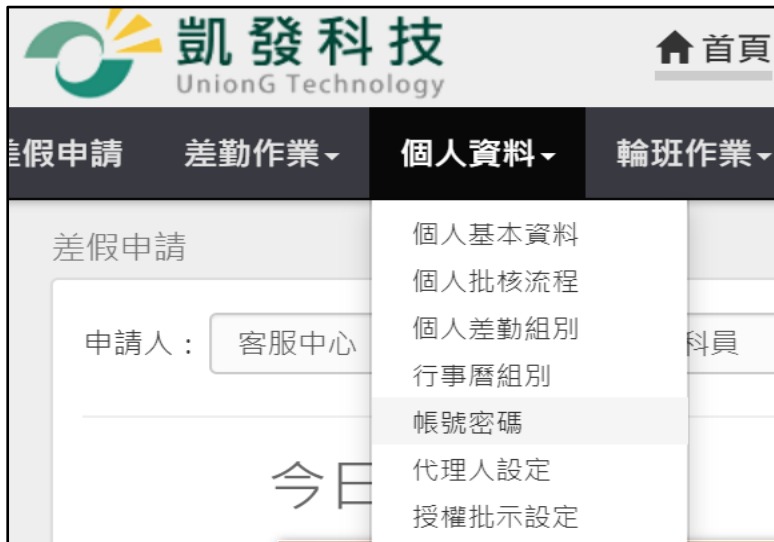 凱發科技
UnionG Technology
首頁
假申請 差勤作業 個人資料 輪班作業
差假申請
個人基本資料
個人批核流程
申請人： 客服中心 個人差勤組別 科員
行事曆組別
帳號密碼
今日
代理人設定
授權批示設定